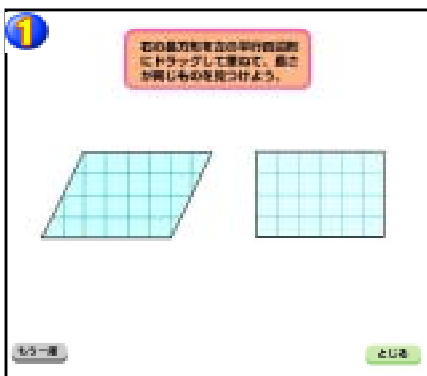 1
右の長方形を左の平行四辺形
にドラッグして重ねて、長さ
が同じものを見つけよう。
もう一度
とじる